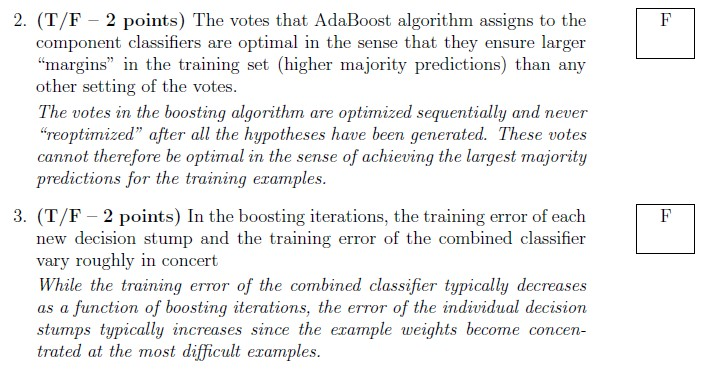 2. (T/F – 2 points) The votes that AdaBoost algorithm assigns to the
component classifiers are optimal in the sense that they ensure larger
“margins” in the training set (higher majority predictions) than any
other setting of the votes.
F
The votes in the boosting algorithm are optimized sequentially and never
“reoptimized” after all the hypotheses have been generated. These votes
cannot therefore be optimal in the sense of achieving the largest majority
predictions for the training examples.
3. (T/F – 2 points) In the boosting iterations, the training error of each
new decision stump and the training error of the combined classifier
vary roughly in concert
F
While the training error of the combined classifier typically decreases
as a function of boosting iterations, the error of the individual decision
stumps typically increases since the example weights become concen-
trated at the most difficult examples.